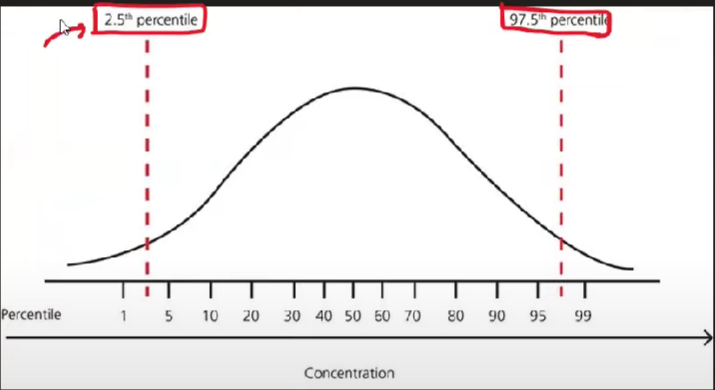 2.5th percentile 97.5th percentile
Percentile 1 5 10 20 30 40 50 60 70 80 90 95 99
Concentration